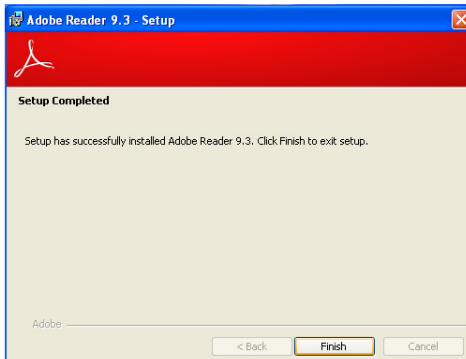 Adobe Reader 9.3 - Setup
Setup Completed
Setup has successfully installed Adobe Reader 9.3. Click Finish to exit setup.
Adobe
< Back Finish Cancel